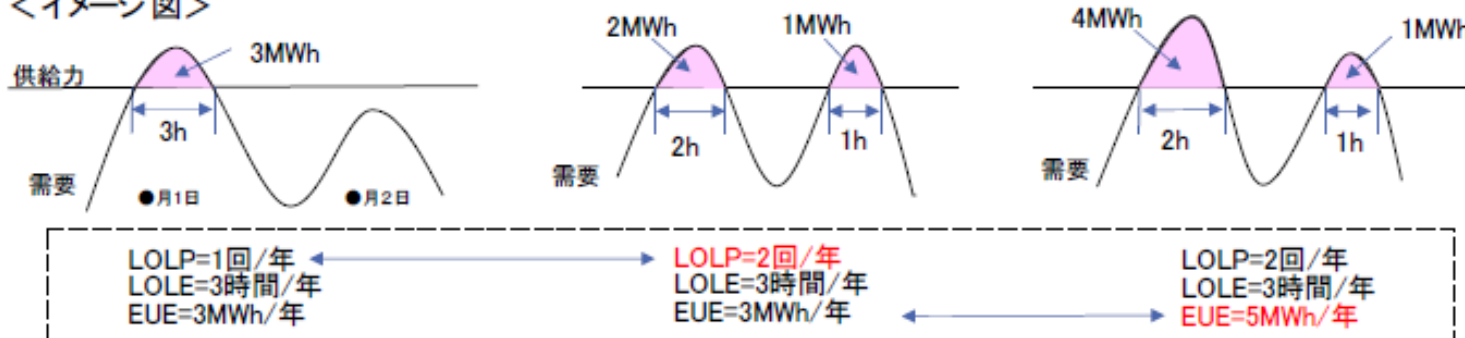 ＜イメージ図＞
供給力
需要
3MWh
3h
●月1日
●月2日
2MWh
1MWh
2h
1h
需要
4MWh
1MWh
2h
1h
需要
LOLP=1回/年
LOLE=3時間/年
EUE=3MWh/年
LOLP=2回/年
LOLE=3時間/年
EUE=3MWh/年
LOLP=2回/年
LOLE=3時間/年
EUE=5MWh/年